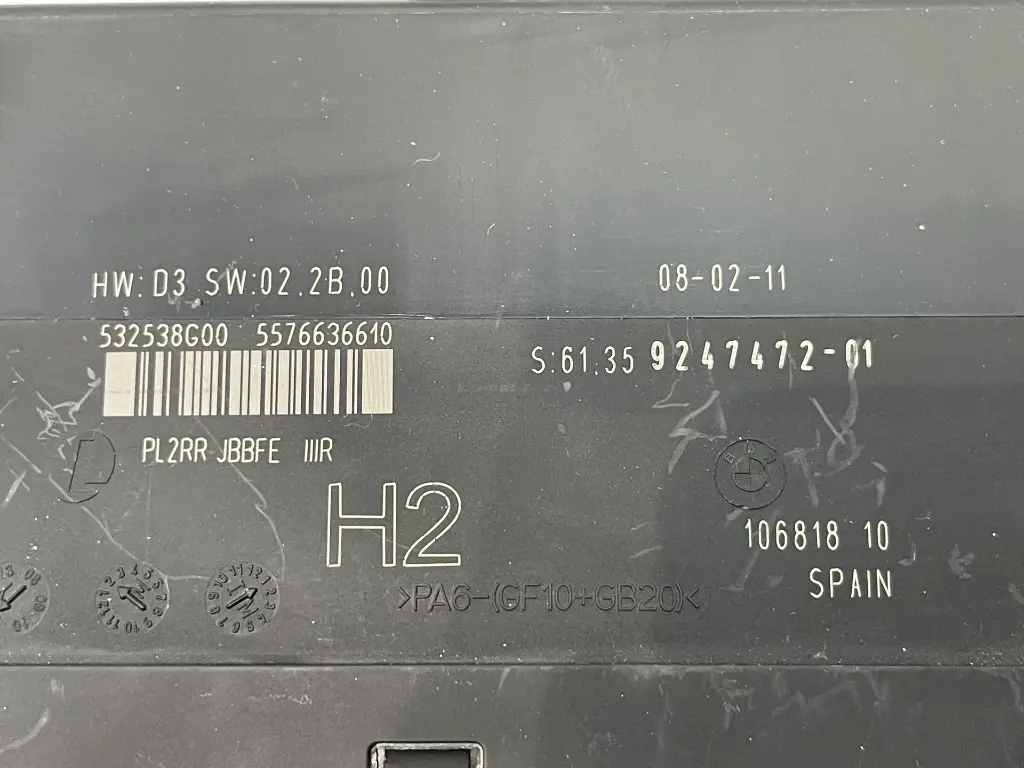 HW: D3 SW:02.2B.00
08-02-11
532538G00 5576636610
S:61.35 9247472-01
PL2RR JBBFE IIIR
H2
106818 10
SPAIN
>PA6-(GF10+GB20)<